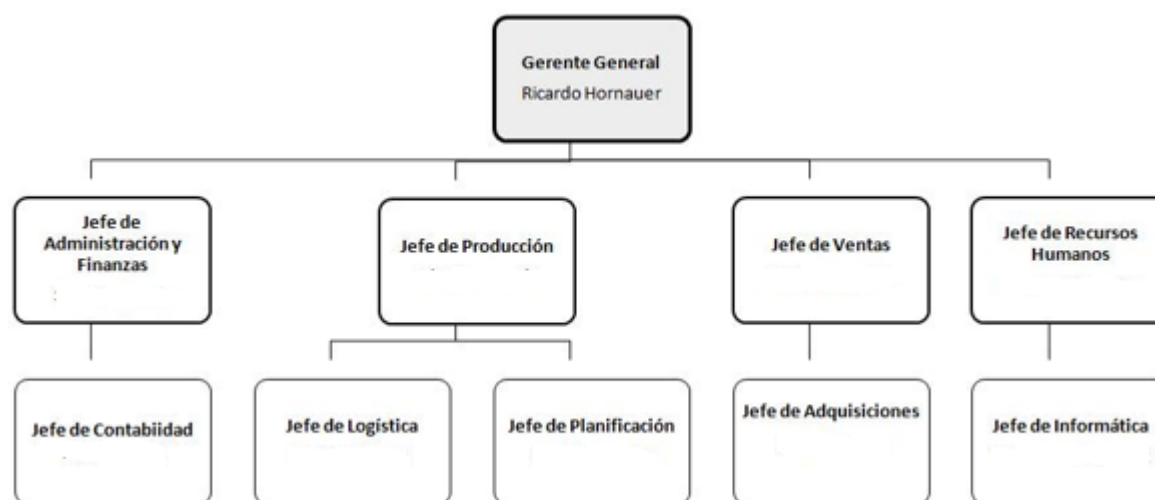 Gerente General
Ricardo Hornauer
Jefe de
Administración y
Finanzas
Jefe de Producción
Jefe de Ventas
Jefe de Recursos
Humanos
Jefe de Contabiidad
Jefe de Logística
Jefe de Planificación
Jefe de Adquisiciones
Jefe de Informática